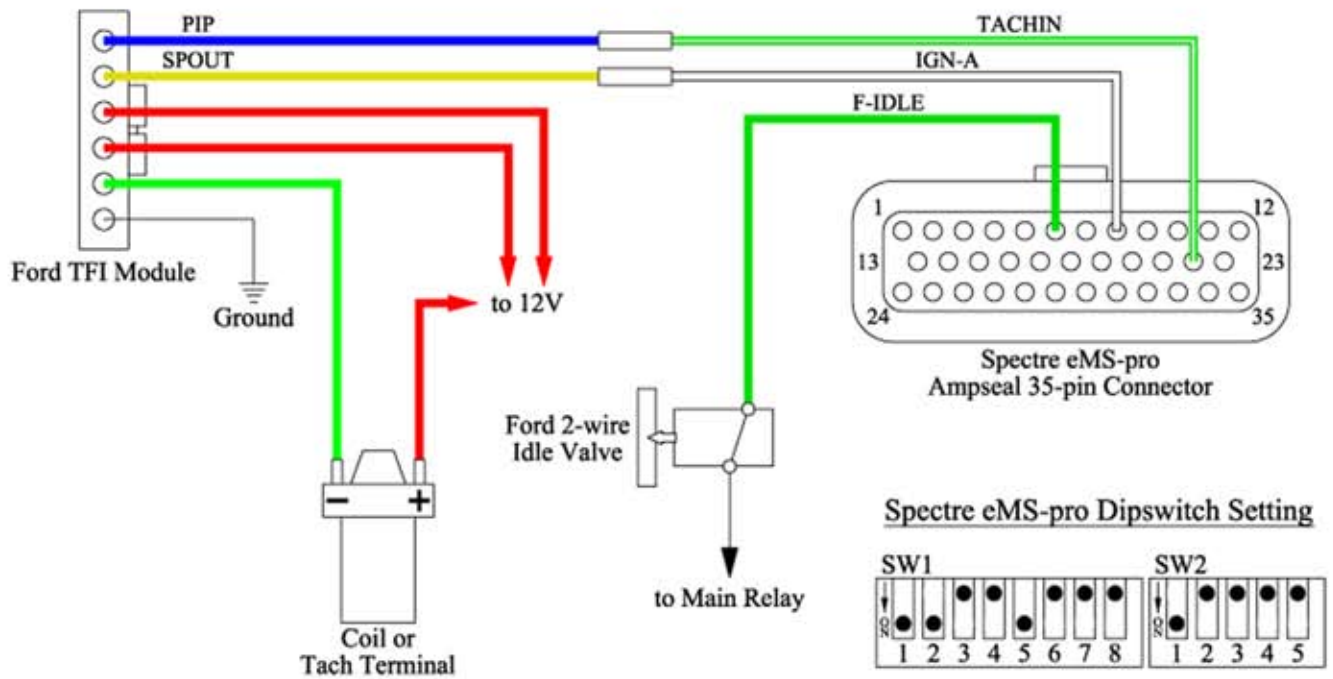 PIP
TACHIN
SPOUT
IGN-A
F-IDLE
1
12
13
23
24
35
Ford TFI Module
Ground
to 12V
Spectre eMS-pro
Ampseal 35-pin Connector
Ford 2-wire
Idle Valve
− +
to Main Relay
Coil or
Tach Terminal
Spectre eMS-pro Dipswitch Setting
SW1
ON
1 2 3 4 5 6 7 8
SW2
ON
1 2 3 4 5